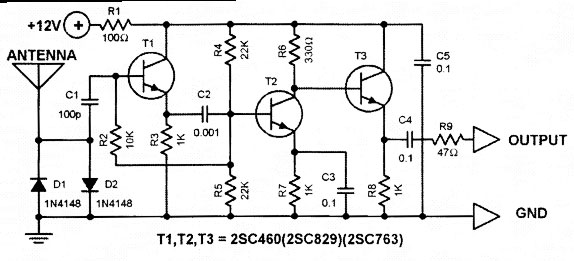 +12V
R1
100Ω
ANTENNA
T1
R4
22K
R6
330Ω
T3
C5
0.1
C1
100p
C2
0.001
T2
R2
10K
R3
1K
C4
0.1
R9
47Ω
OUTPUT
D1
1N4148
D2
1N4148
R5
22K
R7
1K
C3
0.1
R8
1K
GND
T1,T2,T3 = 2SC460(2SC829)(2SC763)